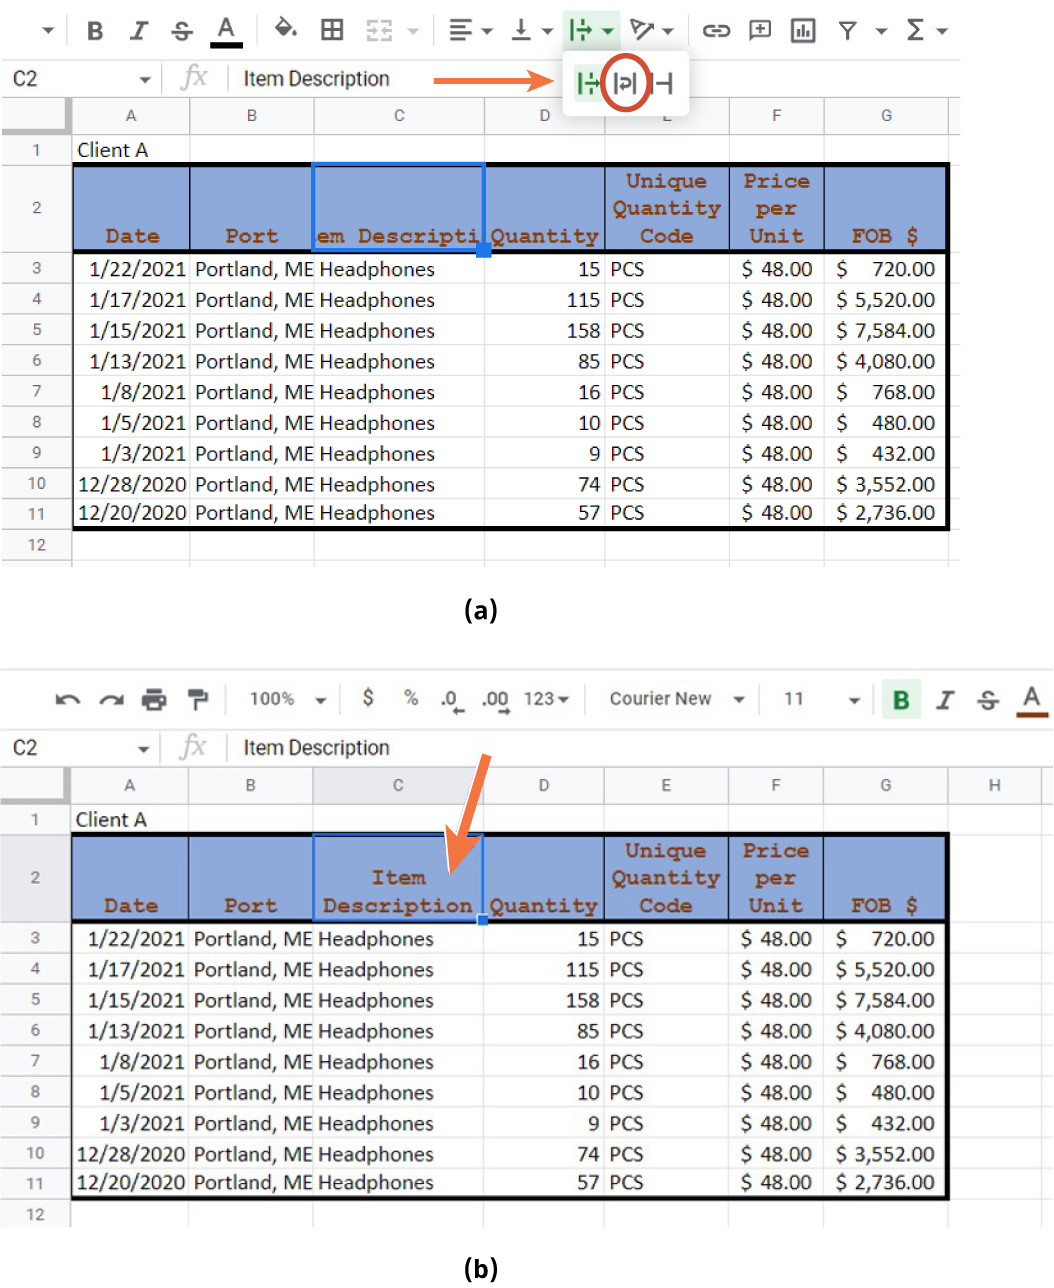 B I S A Σ
C2 fx Item Description
A B C D E F G
1 Client A
Unique Price
2 Quantity per
Date Port em Descripti Quantity Code Unit FOB $
3 1/22/2021 Portland, ME Headphones 15 PCS $ 48.00 $ 720.00
4 1/17/2021 Portland, ME Headphones 115 PCS $ 48.00 $ 5,520.00
5 1/15/2021 Portland, ME Headphones 158 PCS $ 48.00 $ 7,584.00
6 1/13/2021 Portland, ME Headphones 85 PCS $ 48.00 $ 4,080.00
7 1/8/2021 Portland, ME Headphones 16 PCS $ 48.00 $ 768.00
8 1/5/2021 Portland, ME Headphones 10 PCS $ 48.00 $ 480.00
9 1/3/2021 Portland, ME Headphones 9 PCS $ 48.00 $ 432.00
10 12/28/2020 Portland, ME Headphones 74 PCS $ 48.00 $ 3,552.00
11 12/20/2020 Portland, ME Headphones 57 PCS $ 48.00 $ 2,736.00
12
(a)
100% $ % .0 .00 123 Courier New 11 B I S A
C2 fx Item Description
A B C D E F G H
1 Client A
Unique Price
2 Item Quantity per
Date Port Description Quantity Code Unit FOB $
3 1/22/2021 Portland, ME Headphones 15 PCS $ 48.00 $ 720.00
4 1/17/2021 Portland, ME Headphones 115 PCS $ 48.00 $ 5,520.00
5 1/15/2021 Portland, ME Headphones 158 PCS $ 48.00 $ 7,584.00
6 1/13/2021 Portland, ME Headphones 85 PCS $ 48.00 $ 4,080.00
7 1/8/2021 Portland, ME Headphones 16 PCS $ 48.00 $ 768.00
8 1/5/2021 Portland, ME Headphones 10 PCS $ 48.00 $ 480.00
9 1/3/2021 Portland, ME Headphones 9 PCS $ 48.00 $ 432.00
10 12/28/2020 Portland, ME Headphones 74 PCS $ 48.00 $ 3,552.00
11 12/20/2020 Portland, ME Headphones 57 PCS $ 48.00 $ 2,736.00
12
(b)